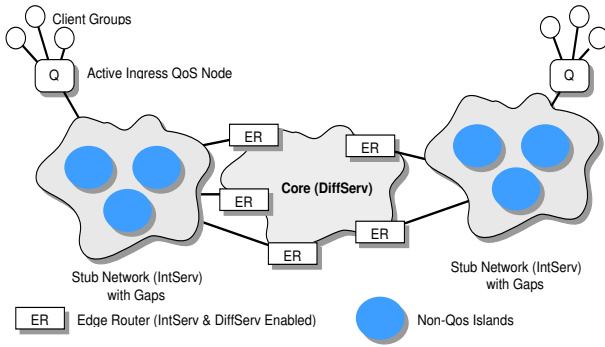 Client Groups
Q
Active Ingress QoS Node
Q
ER
ER
Core (DiffServ)
ER
ER
ER
Stub Network (IntServ)
with Gaps
Stub Network (IntServ)
with Gaps
ER
Edge Router (IntServ & DiffServ Enabled)
Non-Qos Islands